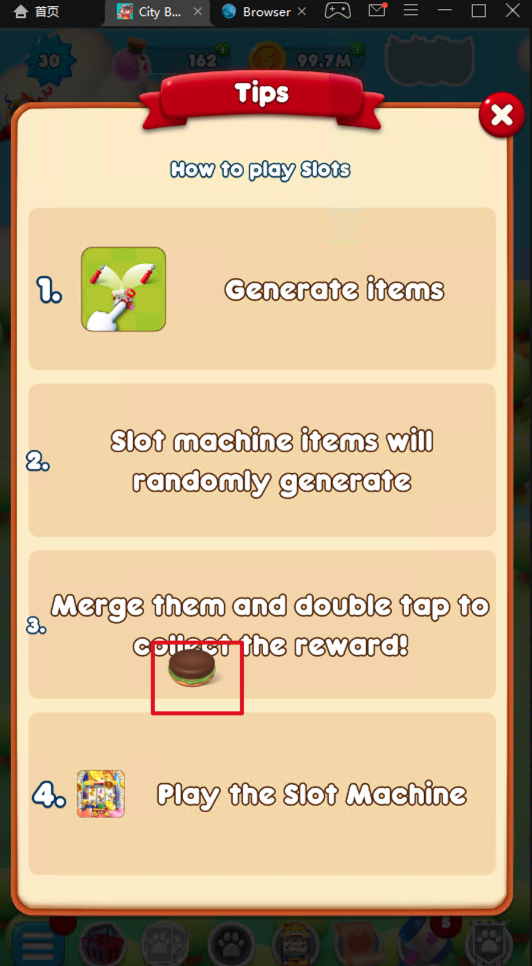 首页
City B...
Browser
30
162
99.7M
Tips
How to play Slots
1.
Generate items
2.
Slot machine items will
randomly generate
3.
Merge them and double tap to
collect the reward!
4.
Play the Slot Machine
5